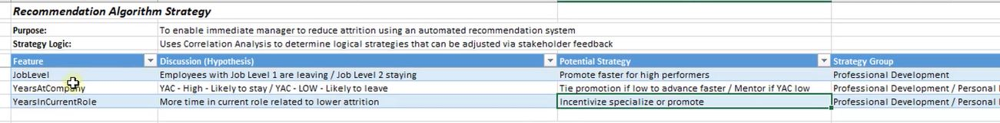 Recommendation Algorithm Strategy
Purpose: To enable immediate manager to reduce attrition using an automated recommendation system
Strategy Logic: Uses Correlation Analysis to determine logical strategies that can be adjusted via stakeholder feedback
Feature Discussion (Hypothesis) Potential Strategy Strategy Group
JobLevel Employees with Job Level 1 are leaving / Job Level 2 staying Promote faster for high performers Professional Development
YearsAtCompany YAC - High - Likely to stay / YAC - LOW - Likely to leave Tie promotion if low to advance faster / Mentor if YAC low Professional Development / Personal
YearsInCurrentRole More time in current role related to lower attrition Incentivize specialize or promote Professional Development / Personal